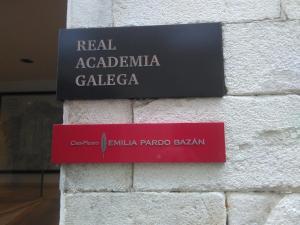 REAL
ACADEMIA
GALEGA
Casa-Museo EMILIA PARDO BAZÁN